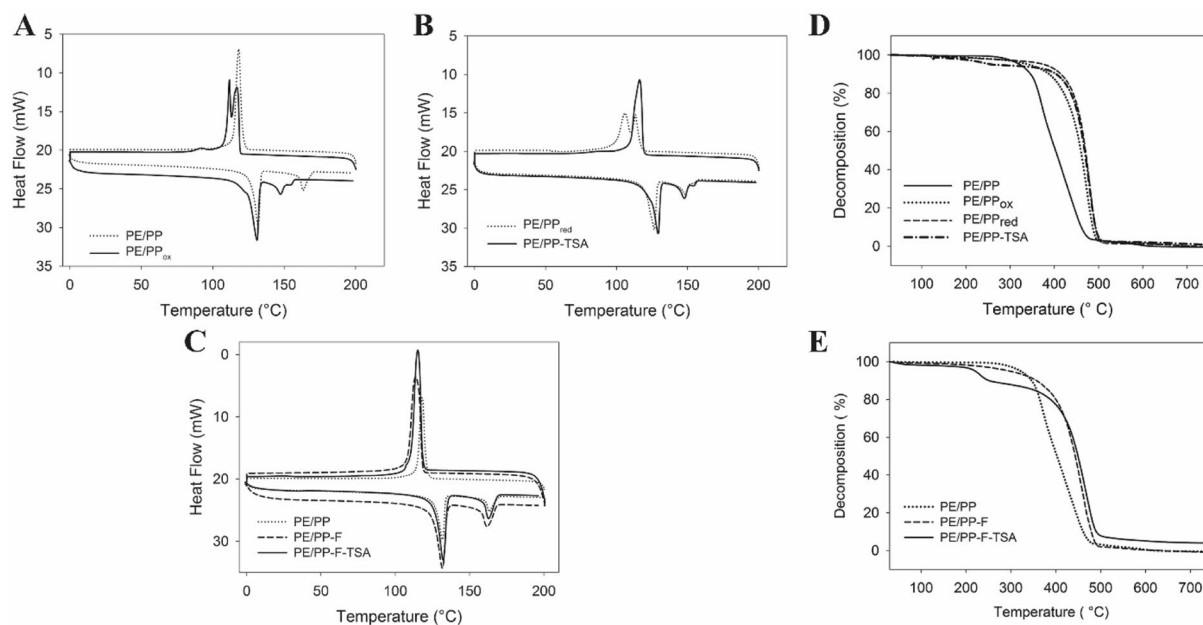 A
5
10
15
20
25
30
35
Heat Flow (mW)
PE/PP
PE/PPox
0
50
100
150
200
Temperature (°C)
B
5
10
15
20
25
30
35
Heat Flow (mW)
PE/PPred
PE/PP-TSA
0
50
100
150
200
Temperature (°C)
C
0
10
20
30
Heat Flow (mW)
PE/PP
PE/PP-F
PE/PP-F-TSA
0
50
100
150
200
Temperature (°C)
D
100
80
60
40
20
0
Decomposition (%)
PE/PP
PE/PPox
PE/PPred
PE/PP-TSA
100
200
300
400
500
600
700
Temperature (° C)
E
100
80
60
40
20
0
Decomposition ( %)
PE/PP
PE/PP-F
PE/PP-F-TSA
100
200
300
400
500
600
700
Temperature ( °C)